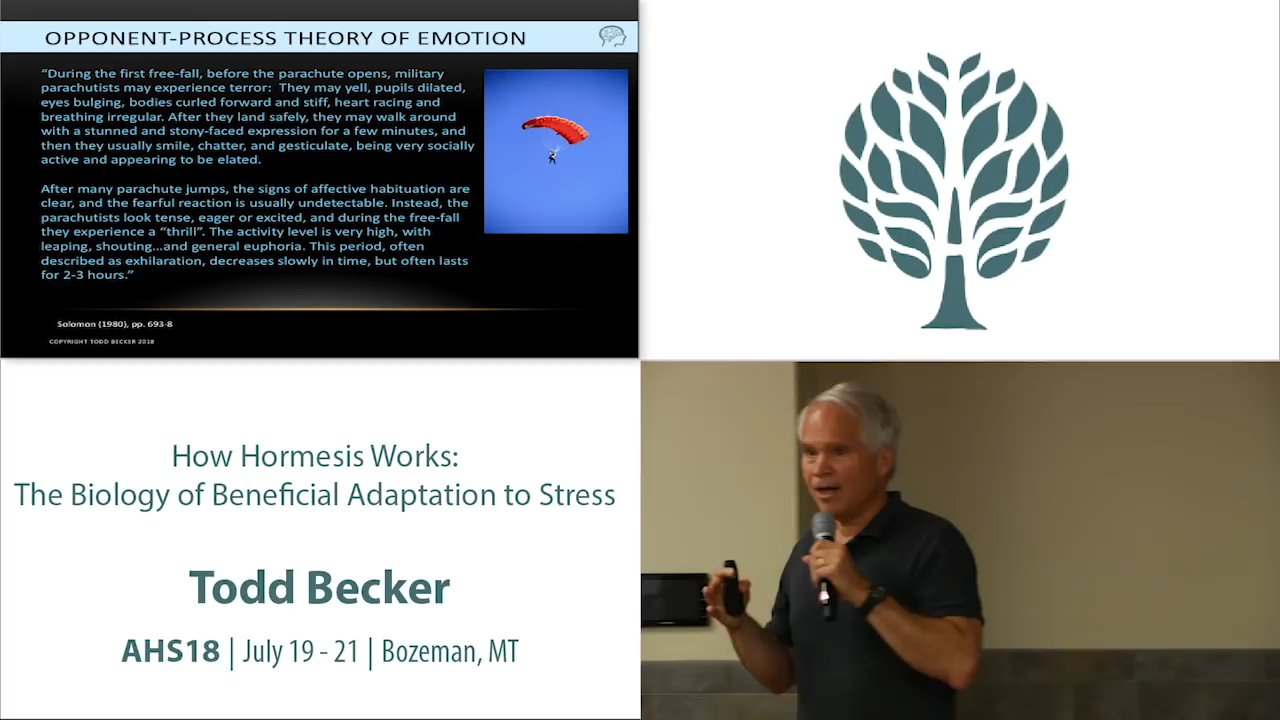 OPPONENT-PROCESS THEORY OF EMOTION
“During the first free-fall, before the parachute opens, military
parachutists may experience terror:  They may yell, pupils dilated,
eyes bulging, bodies curled forward and stiff, heart racing and
breathing irregular. After they land safely, they may walk around
with a stunned and stony-faced expression for a few minutes, and
then they usually smile, chatter, and gesticulate, being very socially
active and appearing to be elated.
After many parachute jumps, the signs of affective habituation are
clear, and the fearful reaction is usually undetectable. Instead, the
parachutists look tense, eager or excited, and during the free-fall
they experience a “thrill”. The activity level is very high, with
leaping, shouting...and general euphoria. This period, often
described as exhilaration, decreases slowly in time, but often lasts
for 2-3 hours.”
Solomon (1980), pp. 693-8
COPYRIGHT TODD BECKER 2018
How Hormesis Works:
The Biology of Beneficial Adaptation to Stress
Todd Becker
AHS18 | July 19 - 21 | Bozeman, MT